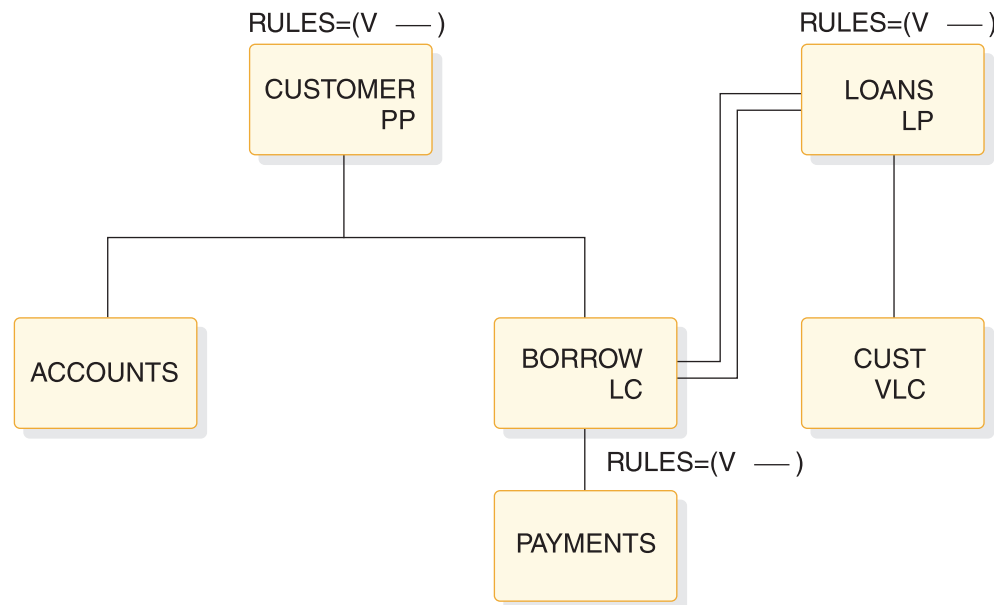 RULES=(V — )
RULES=(V — )
CUSTOMER
PP
LOANS
LP
ACCOUNTS
BORROW
LC
CUST
VLC
RULES=(V — )
PAYMENTS